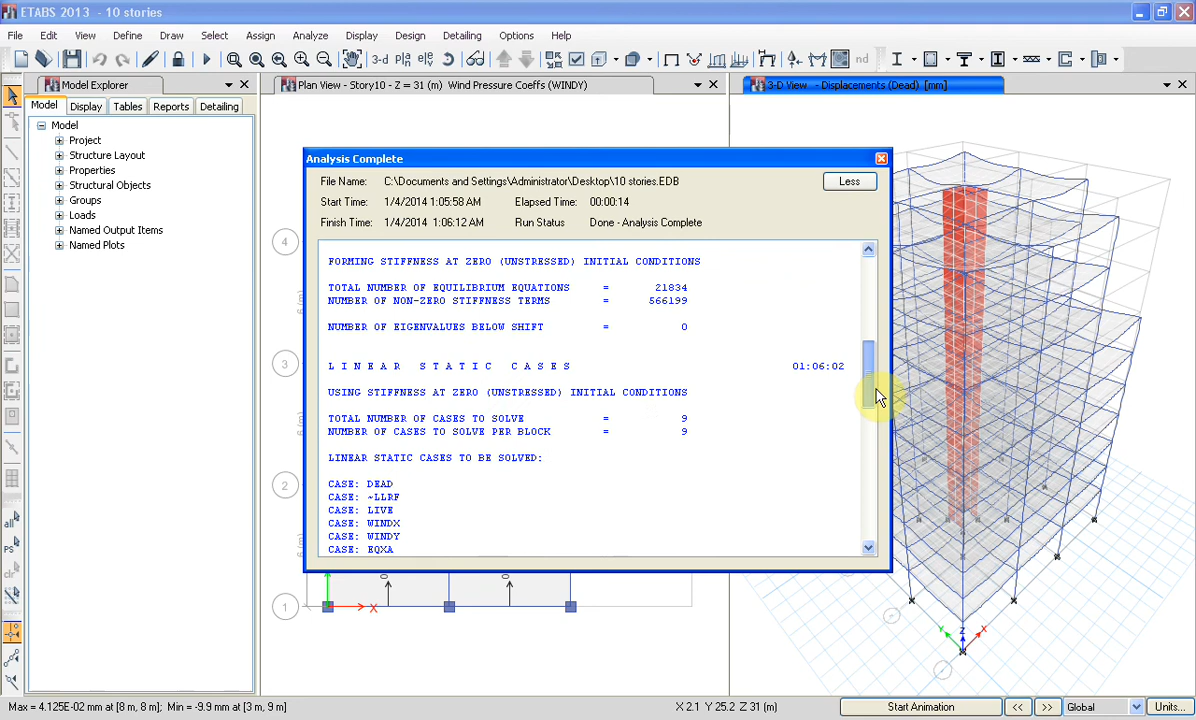 ETABS 2013 - 10 stories
File Edit View Define Draw Select Assign Analyze Display Design Detailing Options Help
3-d pla ele nd
Model Explorer
Plan View - Story10 - Z = 31 (m) Wind Pressure Coeffs (WINDY)
3-D View - Displacements (Dead) [mm]
Model Display Tables Reports Detailing
Model
Project
Structure Layout
Properties
Structural Objects
Groups
Loads
Named Output Items
Named Plots
all
PS
clr
Analysis Complete
File Name: C:\Documents and Settings\Administrator\Desktop\10 stories.EDB
Less
Start Time: 1/4/2014 1:05:58 AM Elapsed Time: 00:00:14
Finish Time: 1/4/2014 1:06:12 AM Run Status Done - Analysis Complete
FORMING STIFFNESS AT ZERO (UNSTRESSED) INITIAL CONDITIONS
TOTAL NUMBER OF EQUILIBRIUM EQUATIONS = 21834
NUMBER OF NON-ZERO STIFFNESS TERMS = 566199
NUMBER OF EIGENVALUES BELOW SHIFT = 0
L I N E A R S T A T I C C A S E S 01:06:02
USING STIFFNESS AT ZERO (UNSTRESSED) INITIAL CONDITIONS
TOTAL NUMBER OF CASES TO SOLVE = 9
NUMBER OF CASES TO SOLVE PER BLOCK = 9
LINEAR STATIC CASES TO BE SOLVED:
CASE: DEAD
CASE: ~LLRF
CASE: LIVE
CASE: WINDX
CASE: WINDY
CASE: EQXA
4
3
2
1
0 0
X
Y Z X
Max = 4.125E-02 mm at [8 m, 8 m]; Min = -9.9 mm at [3 m, 9 m]
X 2.1 Y 25.2 Z 31 (m)
Start Animation << >> Global Units...